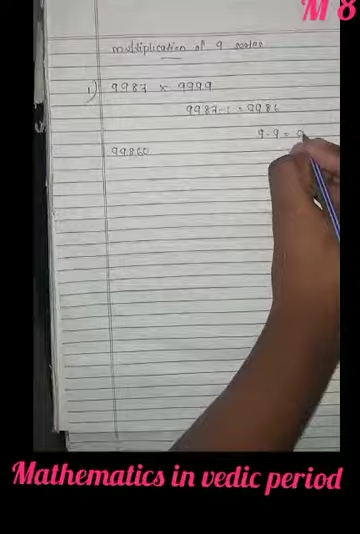 M 8
multiplication of 9 series
1) 9987 × 9999
9987-1 = 9986
9-9 = 0
99860
Mathematics in vedic period